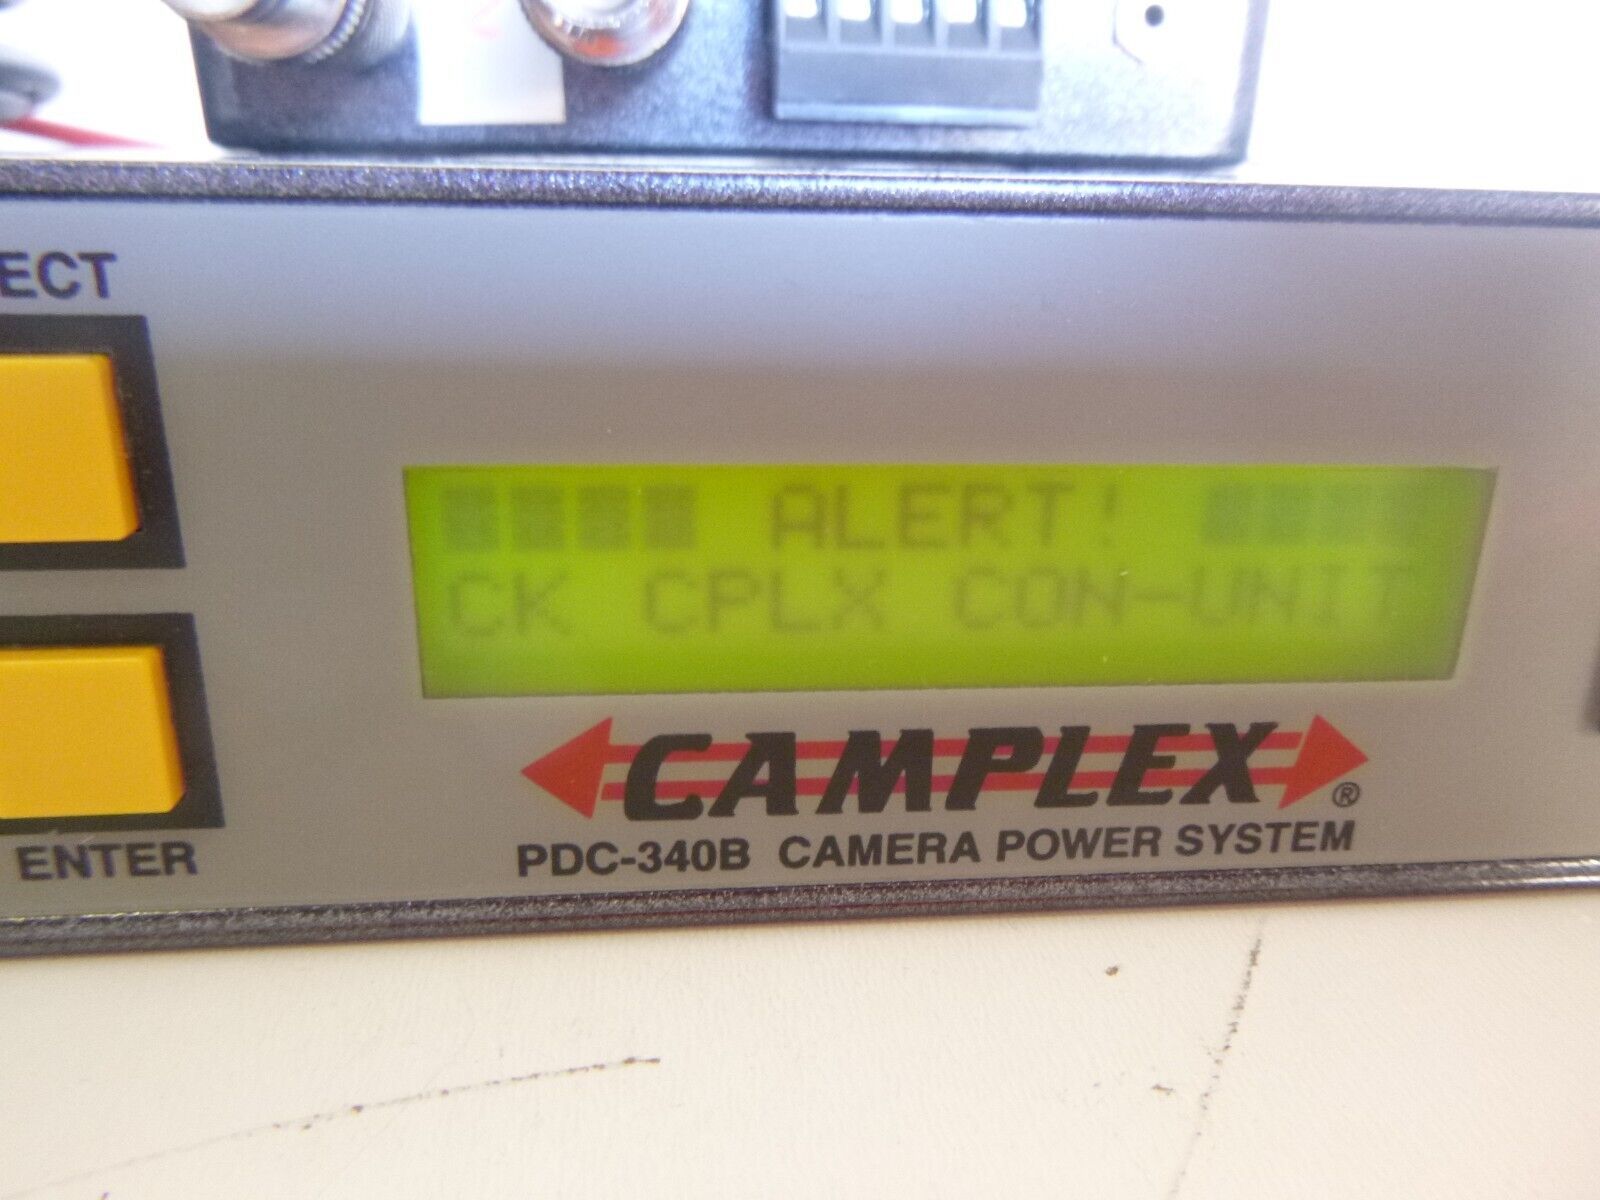 ECT
ALERT!
CK CPLX CON-UNIT
CAMPLEX®
PDC-340B CAMERA POWER SYSTEM
ENTER